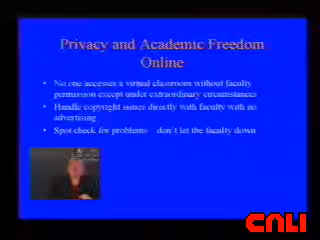 Privacy and Academic Freedom
Online
• No one accesses a virtual classroom without faculty
permission except under extraordinary circumstances
• Handle copyright issues directly with faculty with no
advertising
• Spot check for problems don't let the faculty down
CNLI